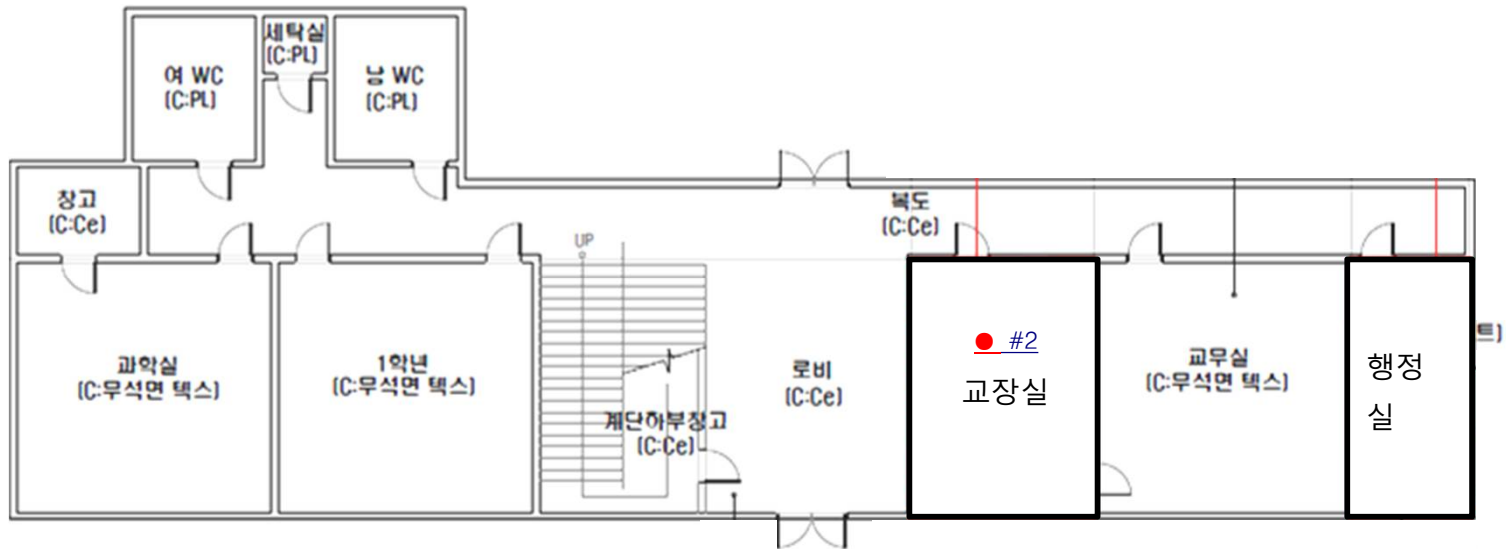 세탁실
(C:PL)
여 WC
(C:PL)
남 WC
(C:PL)
창고
(C:Ce)
복도
(C:Ce)
UP
과학실
(C:무석면 텍스)
1학년
(C:무석면 텍스)
계단하부창고
(C:Ce)
로비
(C:Ce)
#2
교장실
교무실
(C:무석면 텍스)
행정
실
트)